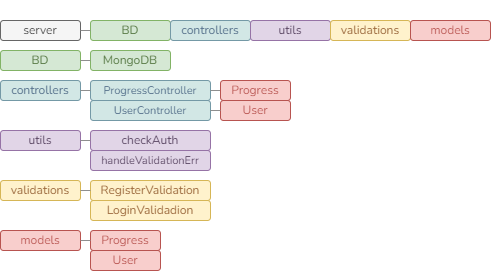 server BD controllers utils validations models
BD MongoDB
controllers ProgressController Progress
UserController User
utils checkAuth
handleValidationErr
validations RegisterValidation
LoginValidadion
models Progress
User